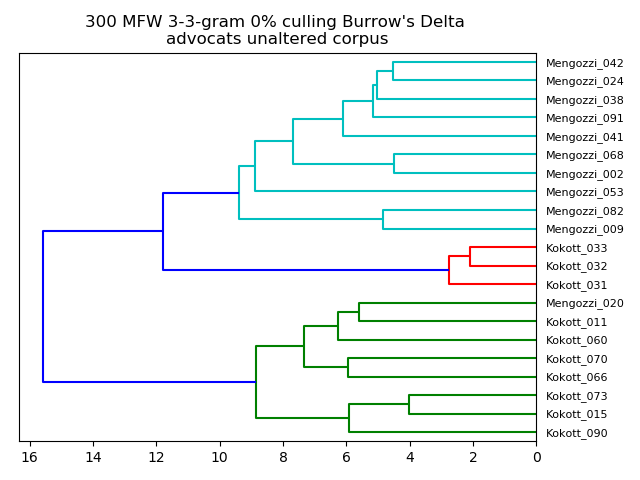 300 MFW 3-3-gram 0% culling Burrow's Delta
advocats unaltered corpus
Mengozzi_042
Mengozzi_024
Mengozzi_038
Mengozzi_091
Mengozzi_041
Mengozzi_068
Mengozzi_002
Mengozzi_053
Mengozzi_082
Mengozzi_009
Kokott_033
Kokott_032
Kokott_031
Mengozzi_020
Kokott_011
Kokott_060
Kokott_070
Kokott_066
Kokott_073
Kokott_015
Kokott_090
16 14 12 10 8 6 4 2 0